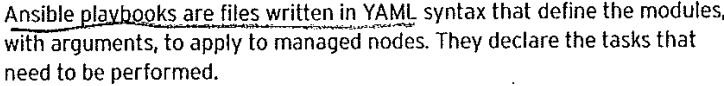 Ansible playbooks are files written in YAML syntax that define the modules,
with arguments, to apply to managed nodes. They declare the tasks that
need to be performed.